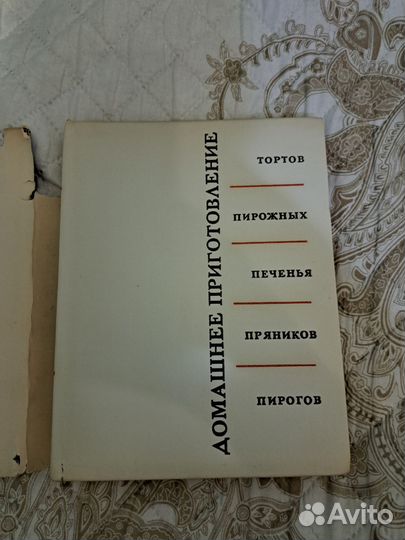 ДОМАШНЕЕ ПРИГОТОВЛЕНИЕ
ТОРТОВ
ПИРОЖНЫХ
ПЕЧЕНЬЯ
ПРЯНИКОВ
ПИРОГОВ
Avito